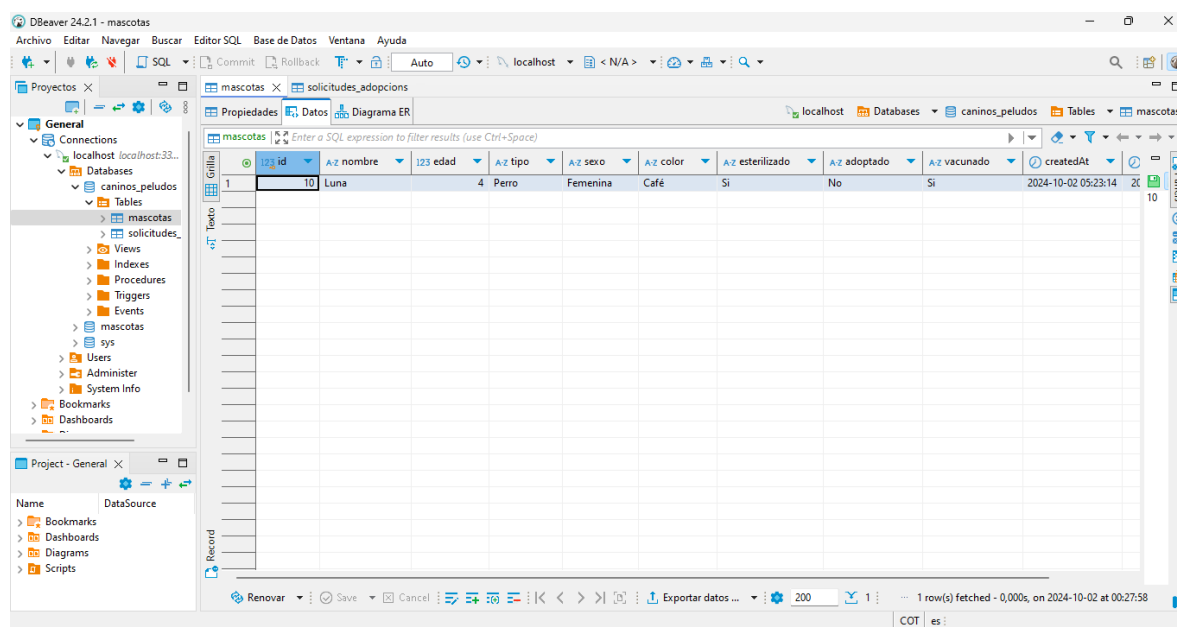 DBeaver 24.2.1 - mascotas
Archivo Editar Navegar Buscar Editor SQL Base de Datos Ventana Ayuda
SQL Commit Rollback Auto localhost < N/A >
Proyectos
General
Connections
localhost localhost:33...
Databases
caninos_peludos
Tables
mascotas
solicitudes_
Views
Indexes
Procedures
Triggers
Events
mascotas
sys
Users
Administer
System Info
Bookmarks
Dashboards
Project - General
Name DataSource
Bookmarks
Dashboards
Diagrams
Scripts
mascotas solicitudes_adopcions
Propiedades Datos Diagrama ER localhost Databases caninos_peludos Tables mascotas
mascotas Enter a SQL expression to filter results (use Ctrl+Space)
Grilla
Texto
Record
123 id A-Z nombre 123 edad A-Z tipo A-Z sexo A-Z color A-Z esterilizado A-Z adoptado A-Z vacunado createdAt
1 10 Luna 4 Perro Femenina Café Si No Si 2024-10-02 05:23:14 20
10
Renovar Save Cancel Exportar datos ... 200 1 ... 1 row(s) fetched - 0,000s, on 2024-10-02 at 00:27:58
COT es